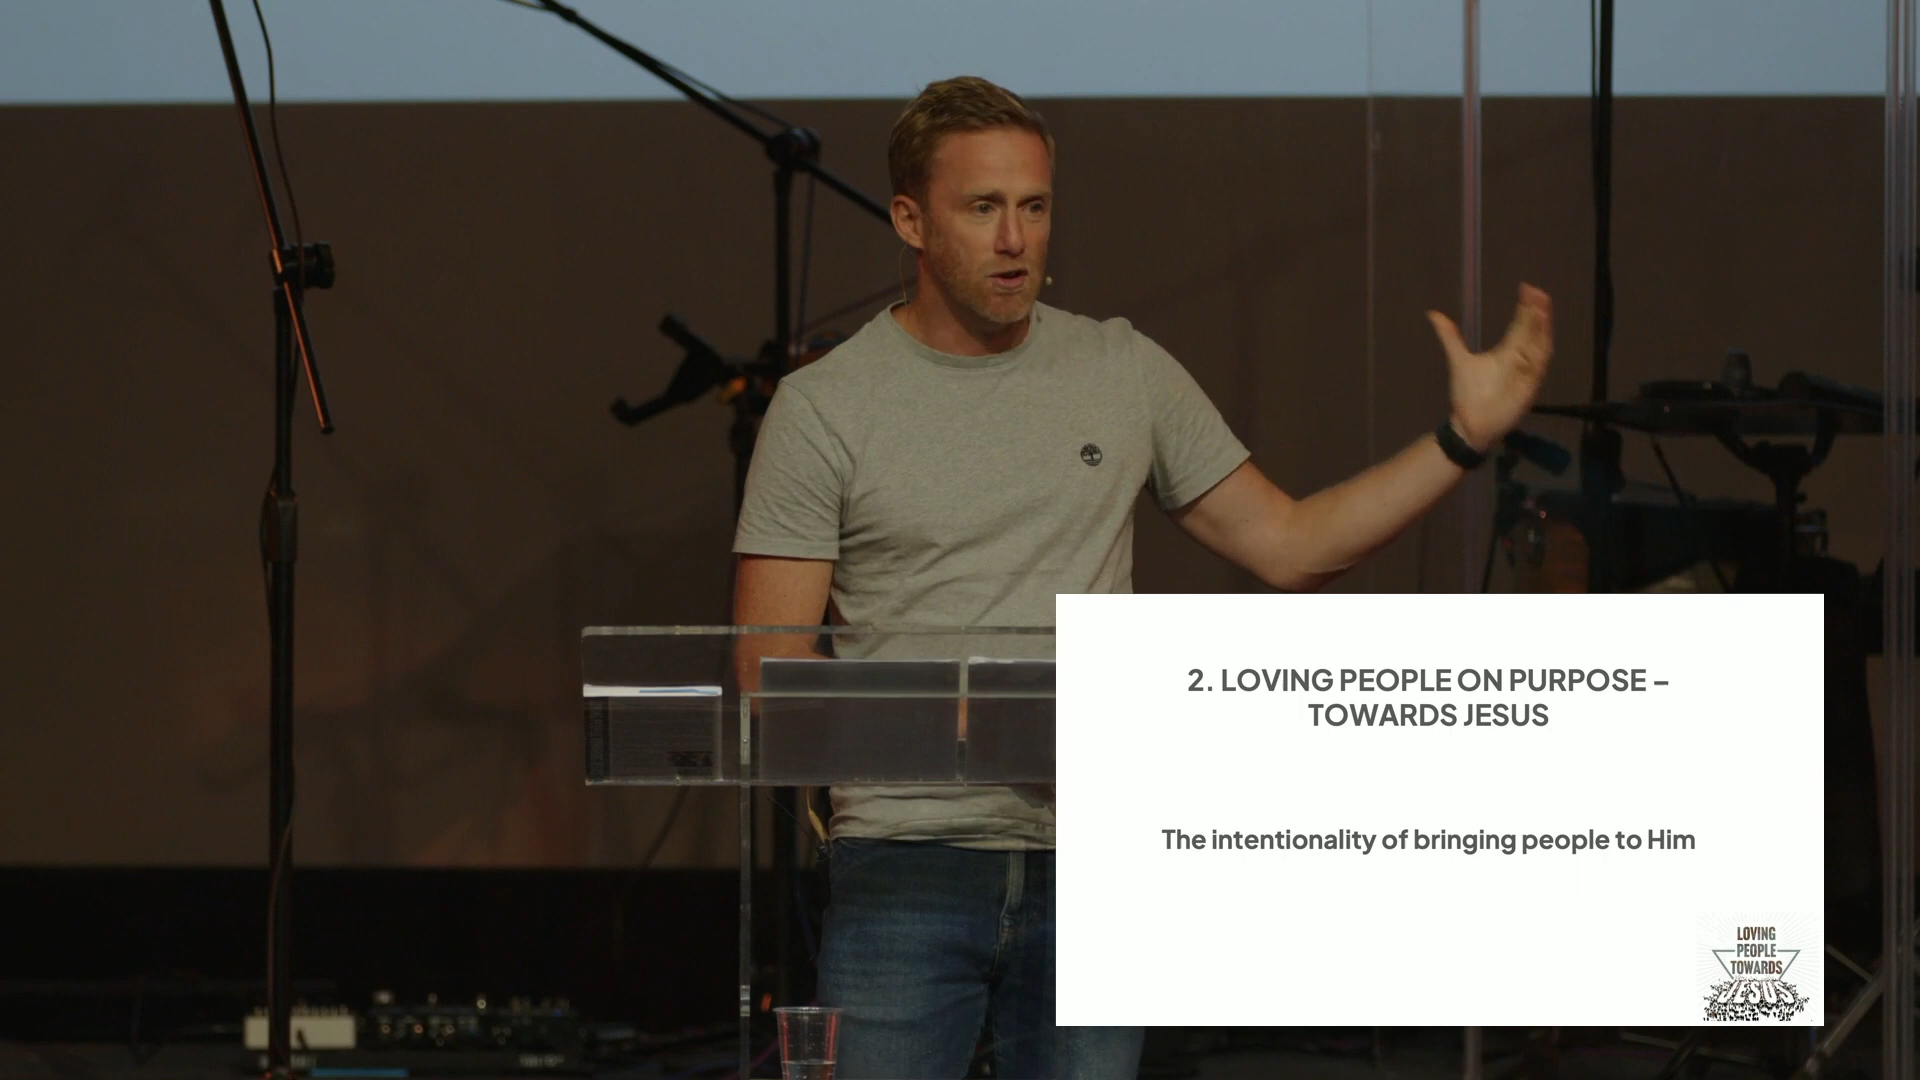 2. LOVING PEOPLE ON PURPOSE –
TOWARDS JESUS
The intentionality of bringing people to Him
LOVING
PEOPLE
TOWARDS
JESUS